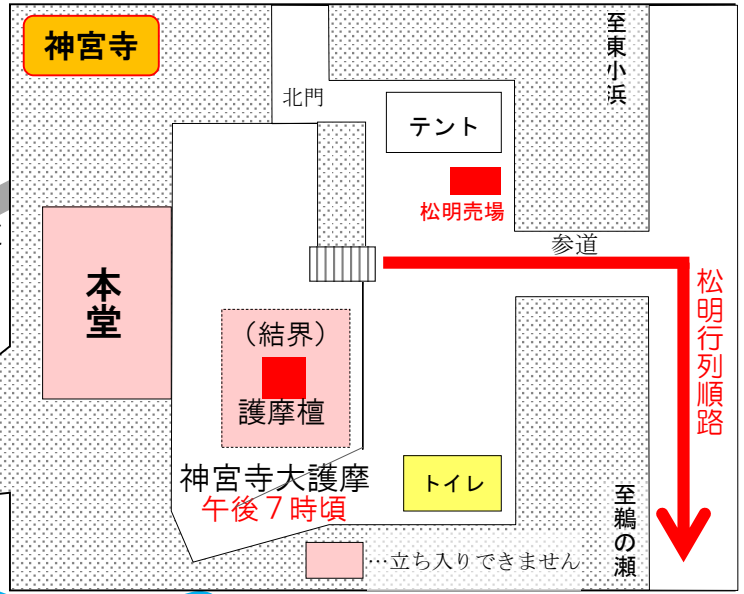 神宮寺
至東小浜
北門
テント
松明売場
参道
本堂
松明行列順路
（結界）
護摩檀
神宮寺大護摩
午後７時頃
トイレ
至鵜の瀬
…立ち入りできません